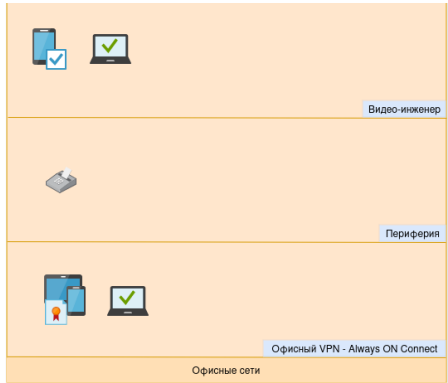 Видео-инженер
Периферия
Офисный VPN - Always ON Connect
Офисные сети